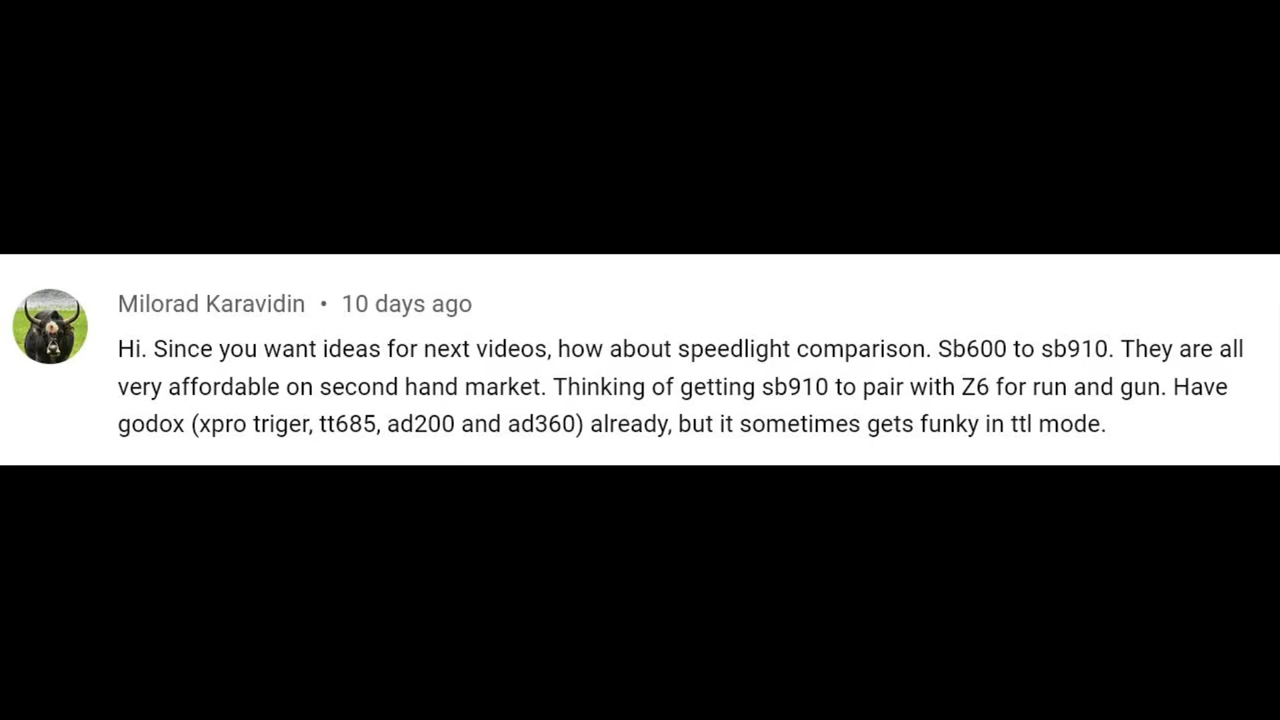 Milorad Karavidin • 10 days ago
Hi. Since you want ideas for next videos, how about speedlight comparison. Sb600 to sb910. They are all
very affordable on second hand market. Thinking of getting sb910 to pair with Z6 for run and gun. Have
godox (xpro triger, tt685, ad200 and ad360) already, but it sometimes gets funky in ttl mode.